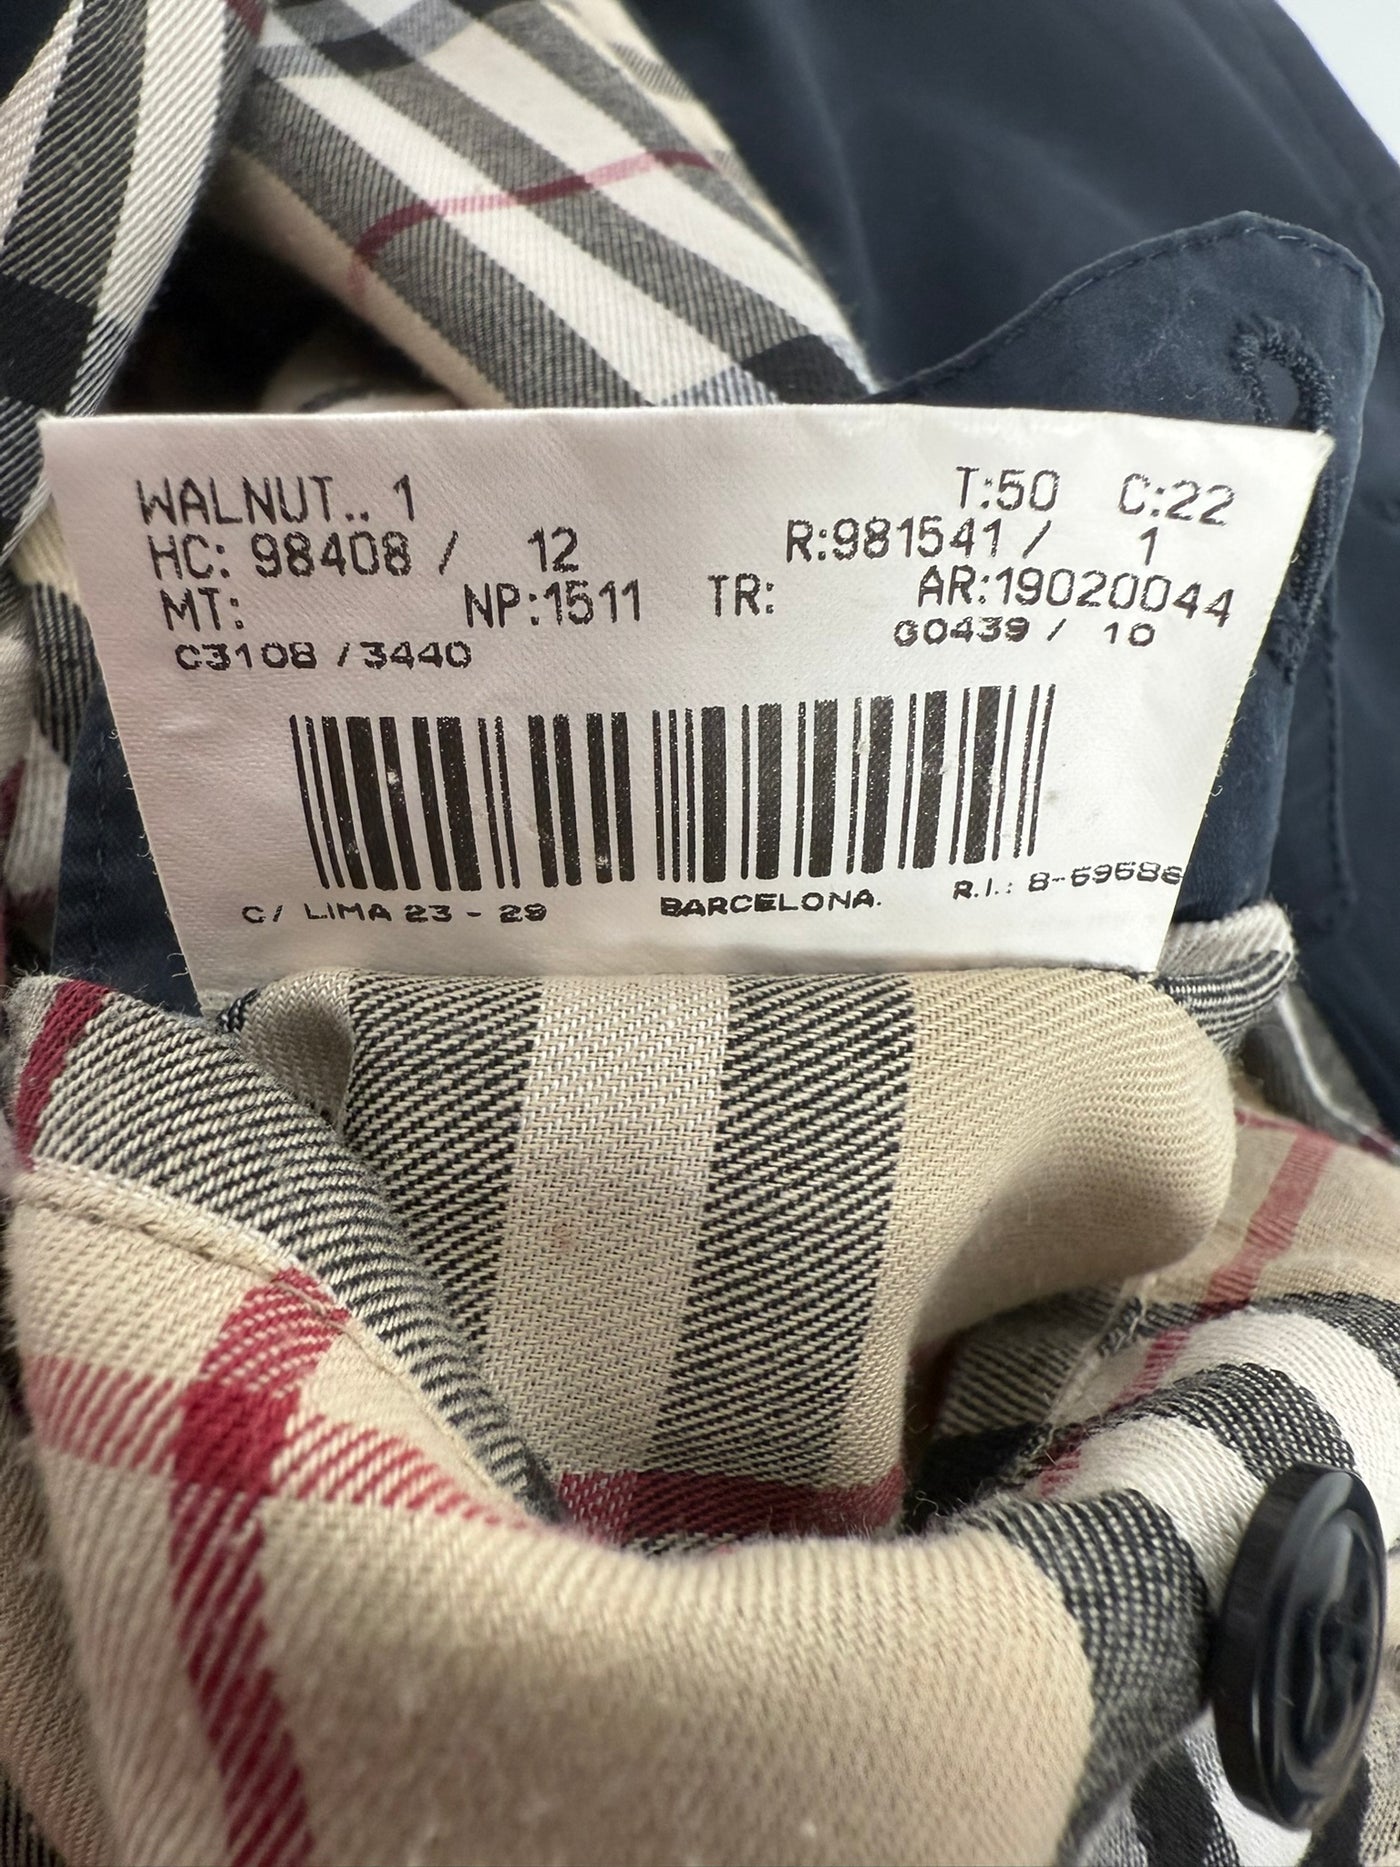 WALNUT.. 1 T:50 C:22
HC: 98408 / 12 R:981541 / 1
MT: NP:1511 TR: AR:19020044
C3108 /3440 G0439 / 10
C/ LIMA 23 - 29 BARCELONA. R.I.: